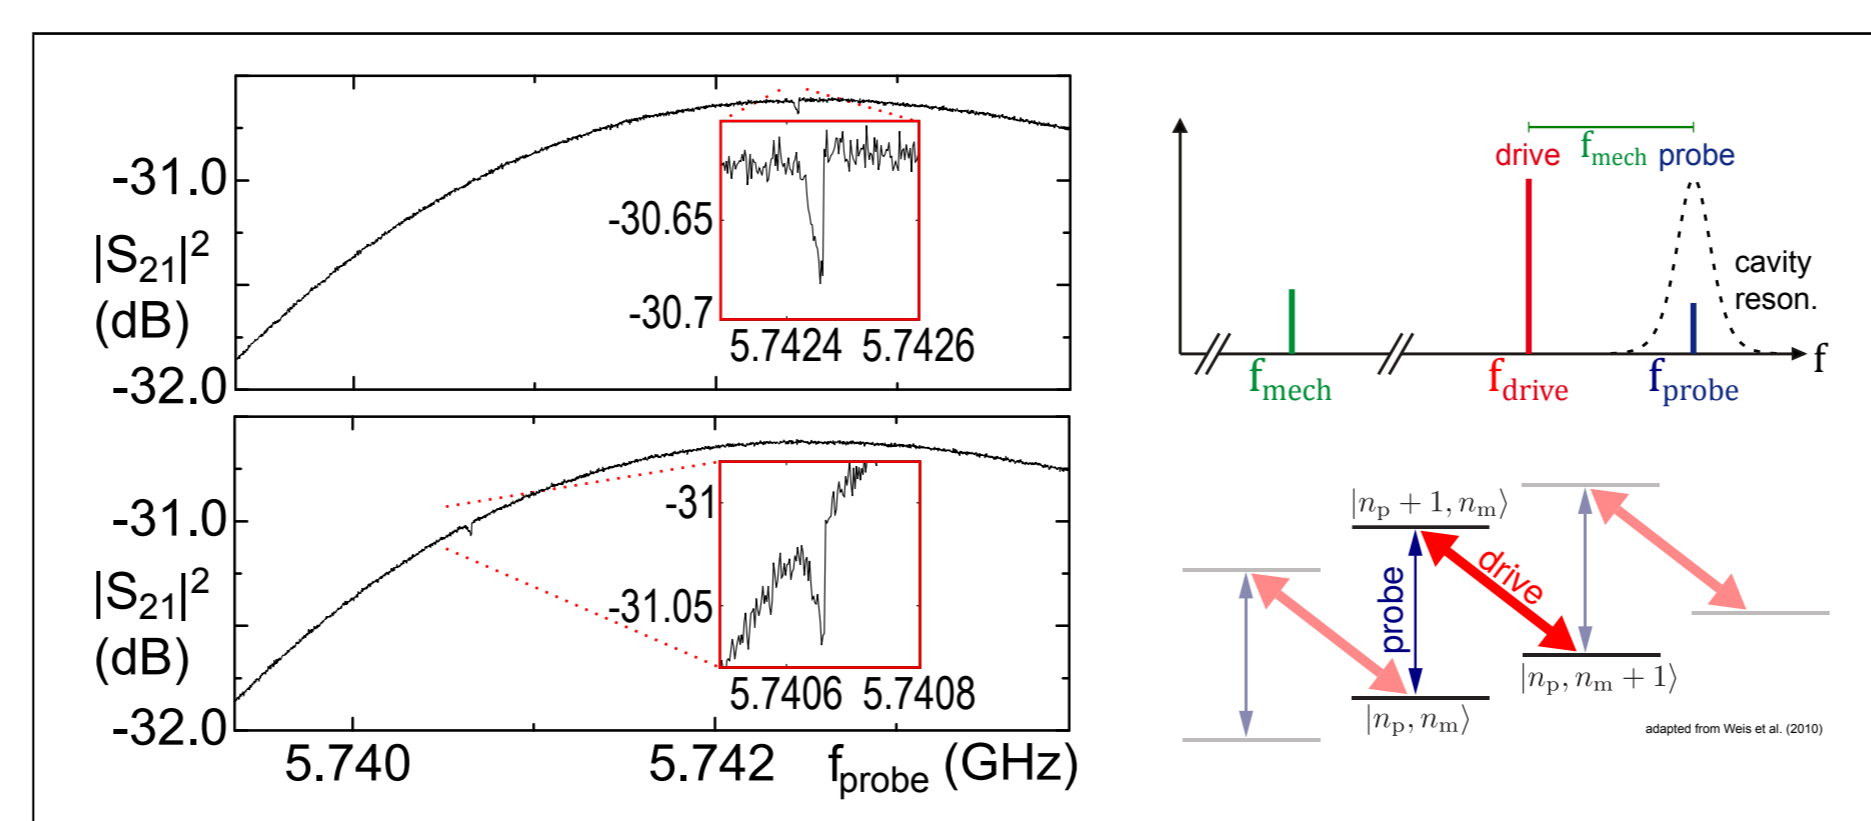 -31.0
|S21|²
(dB)
-32.0
-30.65
-30.7
5.7424 5.7426
-31.0
|S21|²
(dB)
-32.0
-31
-31.05
5.7406 5.7408
5.740 5.742 fprobe (GHz)
fmech
drive probe
cavity
reson.
f
fmech fdrive fprobe
|np + 1, nm⟩
drive
probe
|np, nm + 1⟩
|np, nm⟩
adapted from Weis et al. (2010)